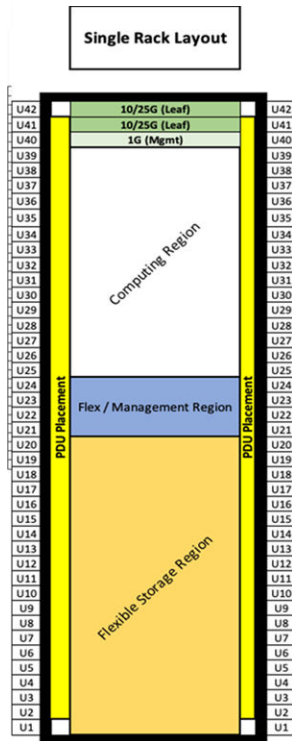 Single Rack Layout
U42 10/25G (Leaf) U42
U41 10/25G (Leaf) U41
U40 1G (Mgmt) U40
U39 U39
U38 U38
U37 U37
U36 U36
U35 U35
U34 U34
U33 U33
U32 U32
U31 U31
U30 U30
U29 U29
U28 U28
U27 U27
U26 U26
U25 U25
U24 U24
U23 U23
U22 U22
U21 U21
U20 U20
U19 U19
U18 U18
U17 U17
U16 U16
U15 U15
U14 U14
U13 U13
U12 U12
U11 U11
U10 U10
U9 U9
U8 U8
U7 U7
U6 U6
U5 U5
U4 U4
U3 U3
U2 U2
U1 U1
PDU Placement
Computing Region
Flex / Management Region
Flexible Storage Region
PDU Placement